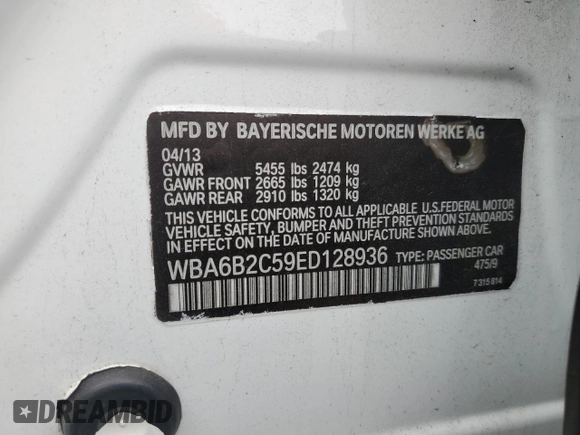 MFD BY BAYERISCHE MOTOREN WERKE AG
04/13
GVWR 5455 lbs 2474 kg
GAWR FRONT 2665 lbs 1209 kg
GAWR REAR 2910 lbs 1320 kg
THIS VEHICLE CONFORMS TO ALL APPLICABLE U.S.FEDERAL MOTOR
VEHICLE SAFETY, BUMPER AND THEFT PREVENTION STANDARDS
IN EFFECT ON THE DATE OF MANUFACTURE SHOWN ABOVE.
WBA6B2C59ED128936 TYPE: PASSENGER CAR
475/9
7 315 814
DREAMBID